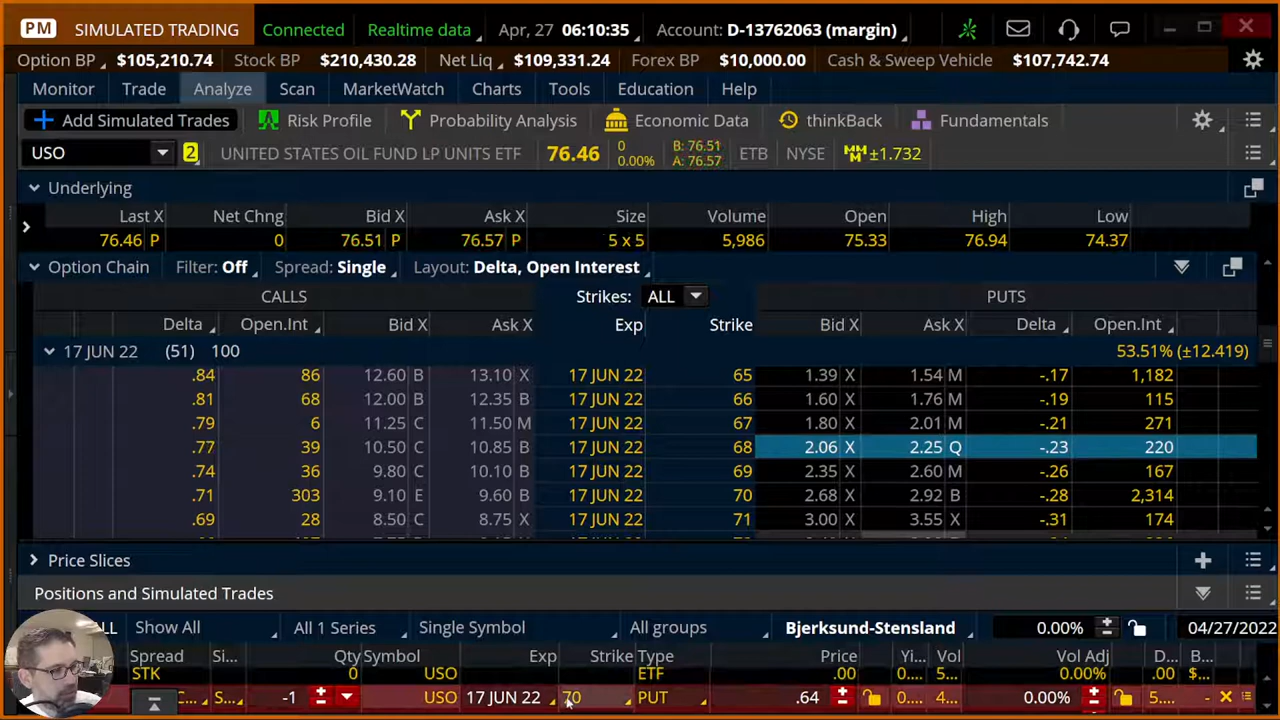 PM SIMULATED TRADING Connected Realtime data Apr, 27 06:10:35 Account: D-13762063 (margin)
Option BP $105,210.74 Stock BP $210,430.28 Net Liq $109,331.24 Forex BP $10,000.00 Cash & Sweep Vehicle $107,742.74
Monitor Trade Analyze Scan MarketWatch Charts Tools Education Help
Add Simulated Trades Risk Profile Probability Analysis Economic Data thinkBack Fundamentals
USO 2 UNITED STATES OIL FUND LP UNITS ETF 76.46 0 0.00% B: 76.51 A: 76.57 ETB NYSE MMM ±1.732
Underlying
Last X Net Chng Bid X Ask X Size Volume Open High Low
76.46 P 0 76.51 P 76.57 P 5 x 5 5,986 75.33 76.94 74.37
Option Chain Filter: Off Spread: Single Layout: Delta, Open Interest
CALLS Strikes: ALL PUTS
Delta Open.Int Bid X Ask X Exp Strike Bid X Ask X Delta Open.Int
17 JUN 22 (51) 100 53.51% (±12.419)
.84 86 12.60 B 13.10 X 17 JUN 22 65 1.39 X 1.54 M -.17 1,182
.81 68 12.00 B 12.35 B 17 JUN 22 66 1.60 X 1.76 M -.19 115
.79 6 11.25 C 11.50 M 17 JUN 22 67 1.80 X 2.01 M -.21 271
.77 39 10.50 C 10.85 B 17 JUN 22 68 2.06 X 2.25 Q -.23 220
.74 36 9.80 C 10.10 B 17 JUN 22 69 2.35 X 2.60 M -.26 167
.71 303 9.10 E 9.60 B 17 JUN 22 70 2.68 X 2.92 B -.28 2,314
.69 28 8.50 C 8.75 X 17 JUN 22 71 3.00 X 3.55 X -.31 174
Price Slices
Positions and Simulated Trades
Show All All 1 Series Single Symbol All groups Bjerksund-Stensland 0.00% 04/27/2022
Spread Si... Qty Symbol Exp Strike Type Price Yi... Vol Vol Adj D... B...
STK 0 USO ETF .00 0.... 5... 0.00% 0.... $...
S... -1 USO 17 JUN 22 70 PUT .64 0... 4... 0.00% 5.... -